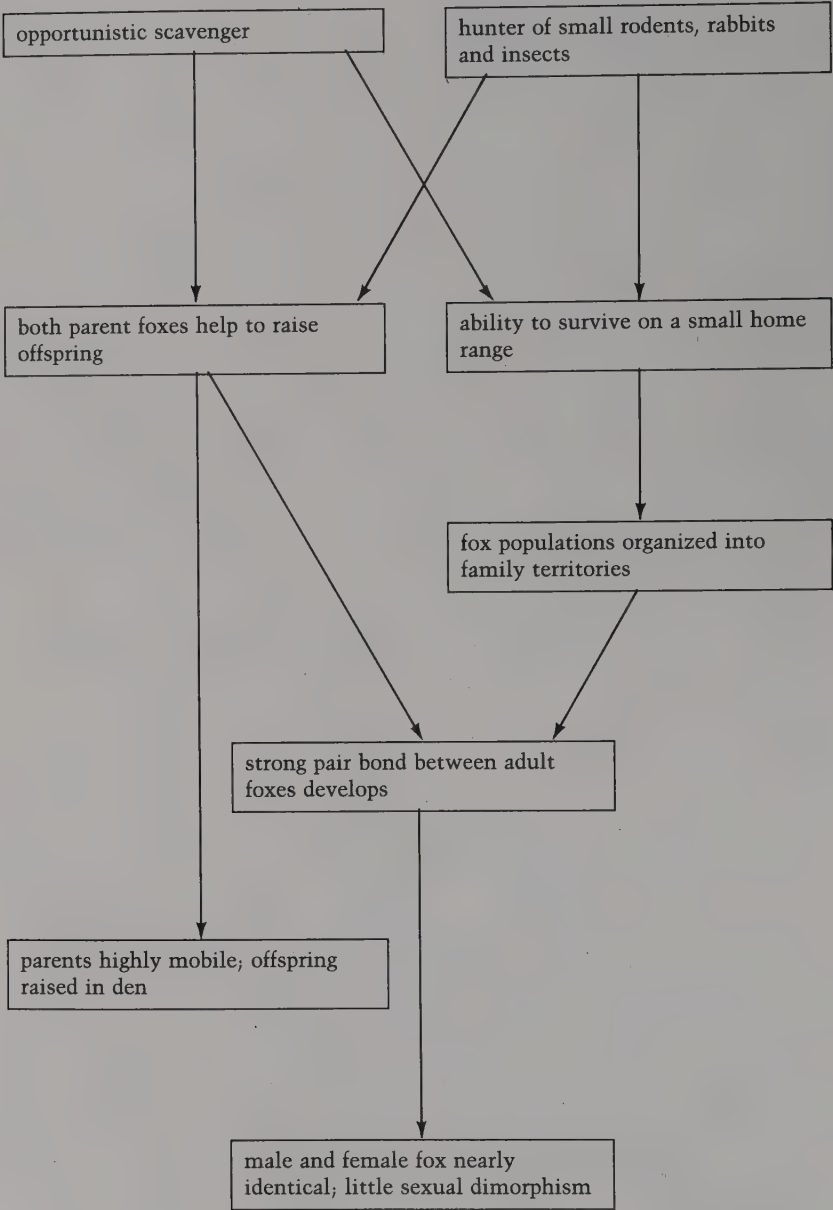 opportunistic scavenger
hunter of small rodents, rabbits
and insects
both parent foxes help to raise
offspring
ability to survive on a small home
range
fox populations organized into
family territories
strong pair bond between adult
foxes develops
parents highly mobile; offspring
raised in den
male and female fox nearly
identical; little sexual dimorphism